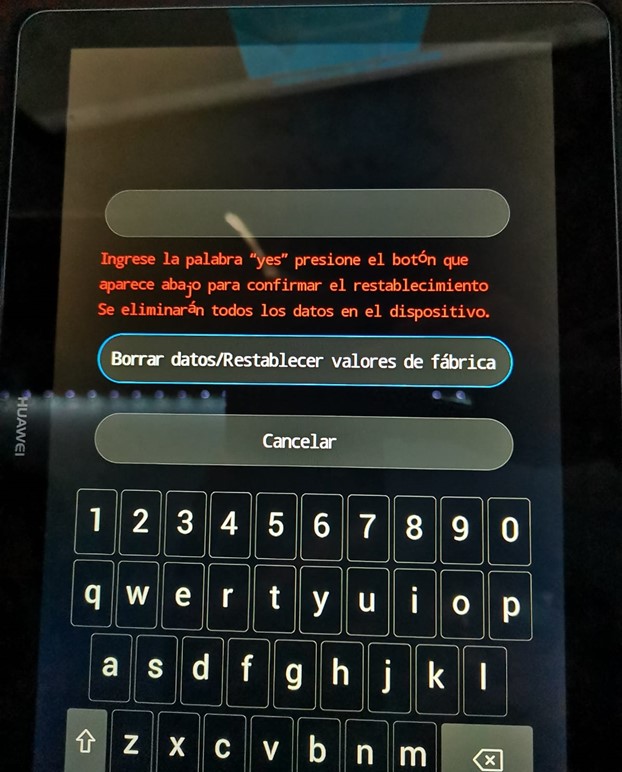 Ingrese la palabra “yes” presione el botón que
aparece abajo para confirmar el restablecimiento
Se eliminarán todos los datos en el dispositivo.
Borrar datos/Restablecer valores de fábrica
HUAWEI
Cancelar
1 2 3 4 5 6 7 8 9 0
q w e r t y u i o p
a s d f g h j k l
z x c v b n m